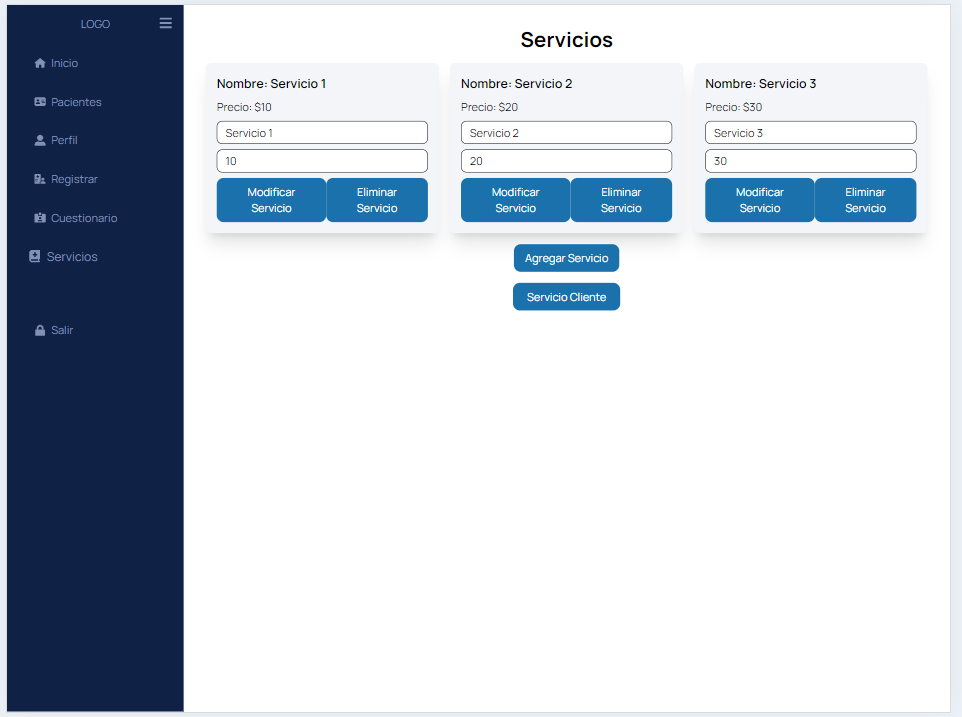 LOGO
Inicio
Pacientes
Perfil
Registrar
Cuestionario
Servicios
Salir
Servicios
Nombre: Servicio 1
Precio: $10
Servicio 1
10
Modificar
Servicio
Eliminar
Servicio
Nombre: Servicio 2
Precio: $20
Servicio 2
20
Modificar
Servicio
Eliminar
Servicio
Nombre: Servicio 3
Precio: $30
Servicio 3
30
Modificar
Servicio
Eliminar
Servicio
Agregar Servicio
Servicio Cliente